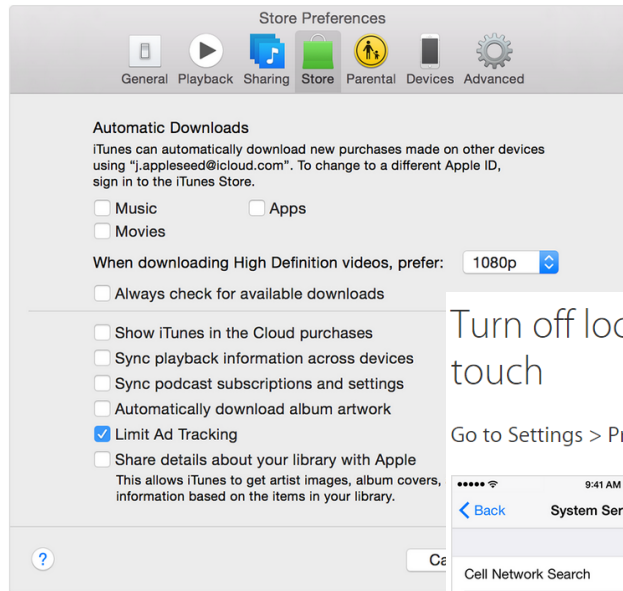 Store Preferences
General Playback Sharing Store Parental Devices Advanced
Automatic Downloads
iTunes can automatically download new purchases made on other devices
using “j.appleseed@icloud.com”. To change to a different Apple ID,
sign in to the iTunes Store.
Music Apps
Movies
When downloading High Definition videos, prefer: 1080p
Always check for available downloads
Show iTunes in the Cloud purchases
Sync playback information across devices
Sync podcast subscriptions and settings
Automatically download album artwork
Limit Ad Tracking
Share details about your library with Apple
This allows iTunes to get artist images, album covers,
information based on the items in your library.
?
Turn off
touch
Go to Settings >
9:41 AM
Back System
Cell Network Search